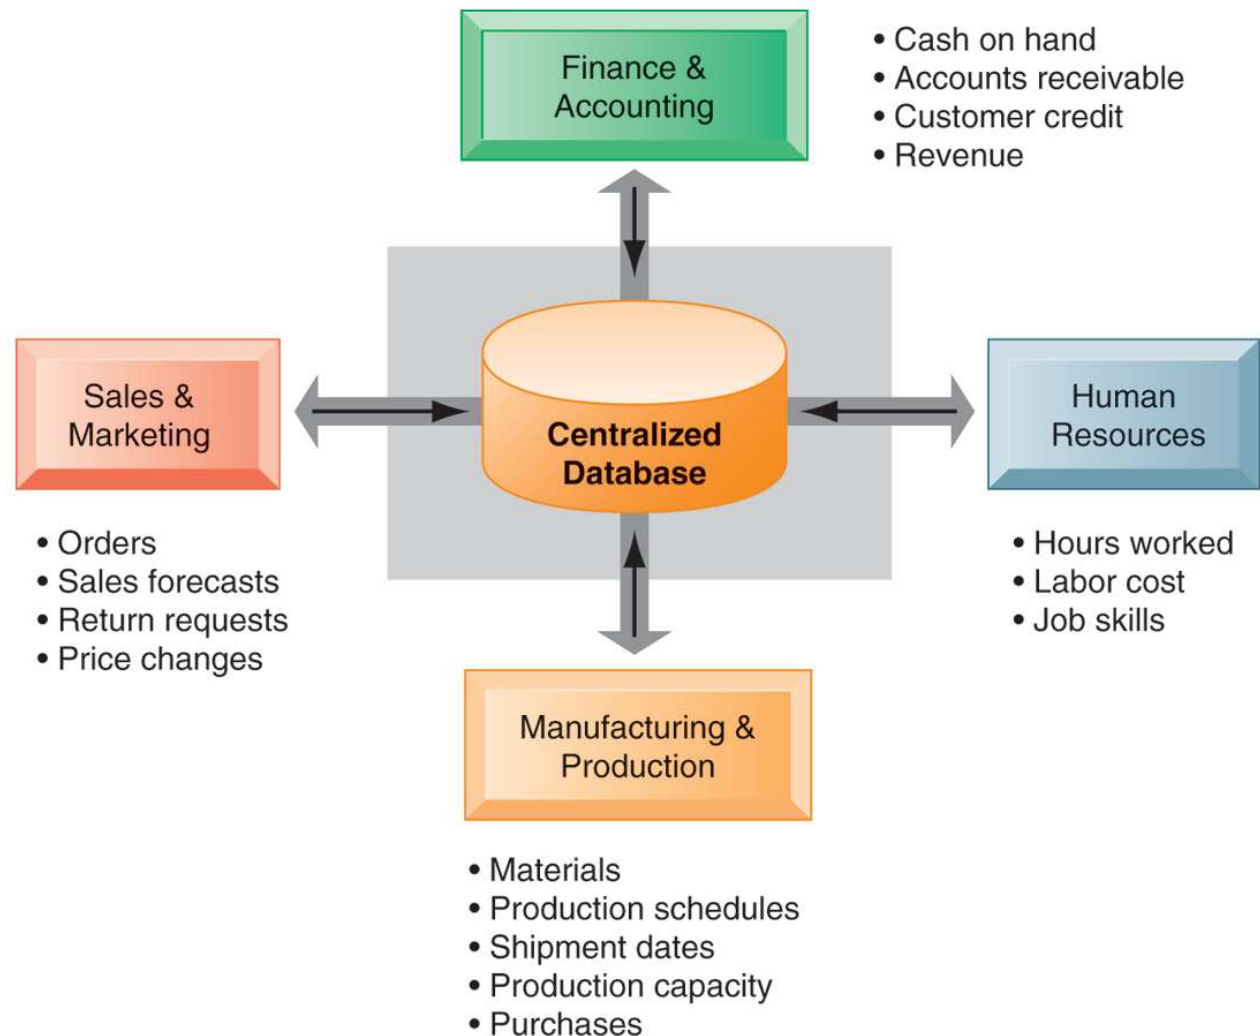 Finance &
Accounting
• Cash on hand
• Accounts receivable
• Customer credit
• Revenue
Sales &
Marketing
• Orders
• Sales forecasts
• Return requests
• Price changes
Centralized
Database
Human
Resources
• Hours worked
• Labor cost
• Job skills
Manufacturing &
Production
• Materials
• Production schedules
• Shipment dates
• Production capacity
• Purchases